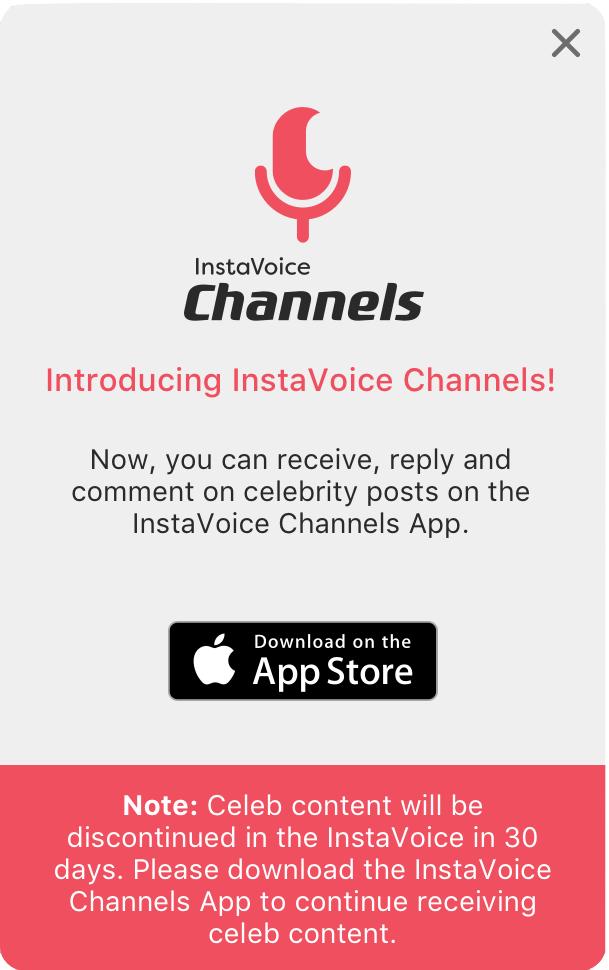 InstaVoice
Channels
Introducing InstaVoice Channels!
Now, you can receive, reply and
comment on celebrity posts on the
InstaVoice Channels App.
Download on the
App Store
Note: Celeb content will be
discontinued in the InstaVoice in 30
days. Please download the InstaVoice
Channels App to continue receiving
celeb content.